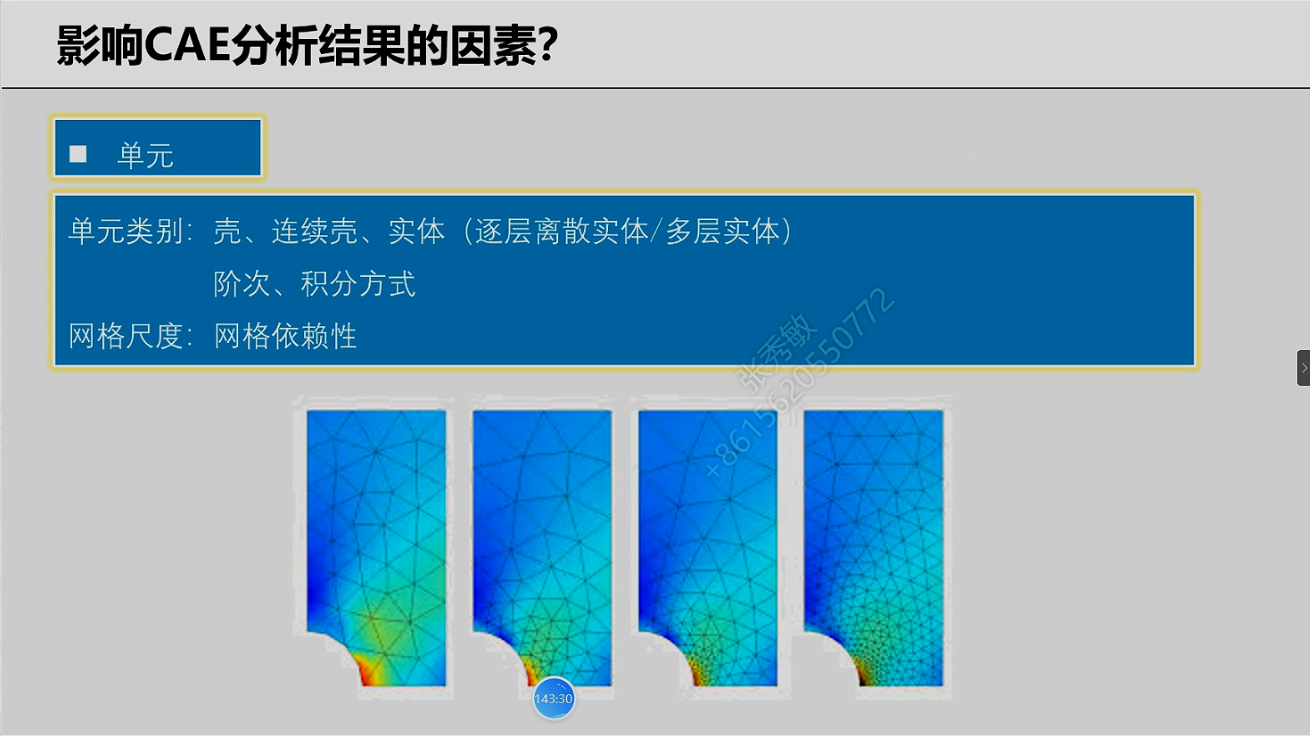 影响CAE分析结果的因素?
■ 单元
单元类别：壳、连续壳、实体（逐层离散实体/多层实体）
阶次、积分方式
网格尺度：网格依赖性
张秀敏
+8615620550772
143:30